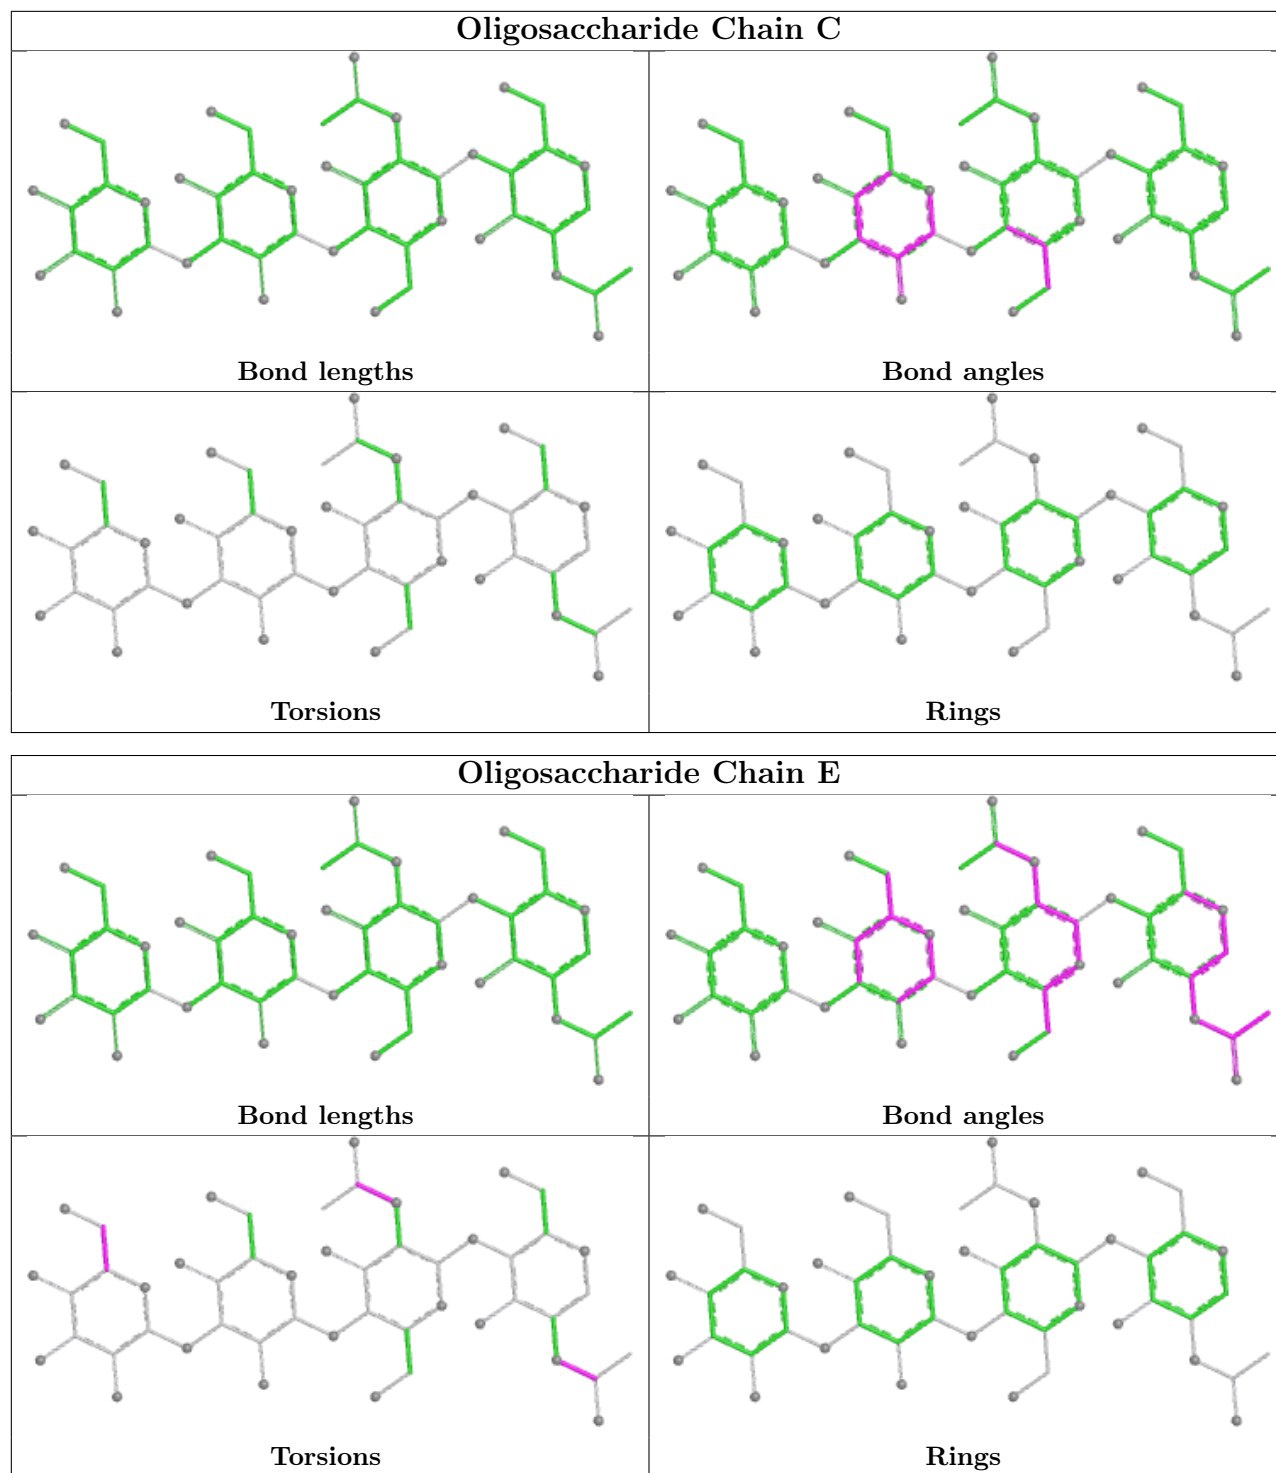 Oligosaccharide Chain C
Bond lengths
Bond angles
Torsions
Rings
Oligosaccharide Chain E
Bond lengths
Bond angles
Torsions
Rings